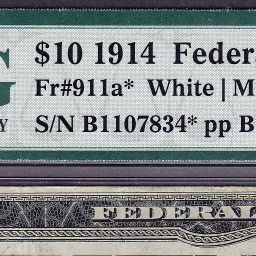 $10 1914 Federa
Fr#911a* White | M
S/N B1107834* pp B
G
Y
FEDERAL